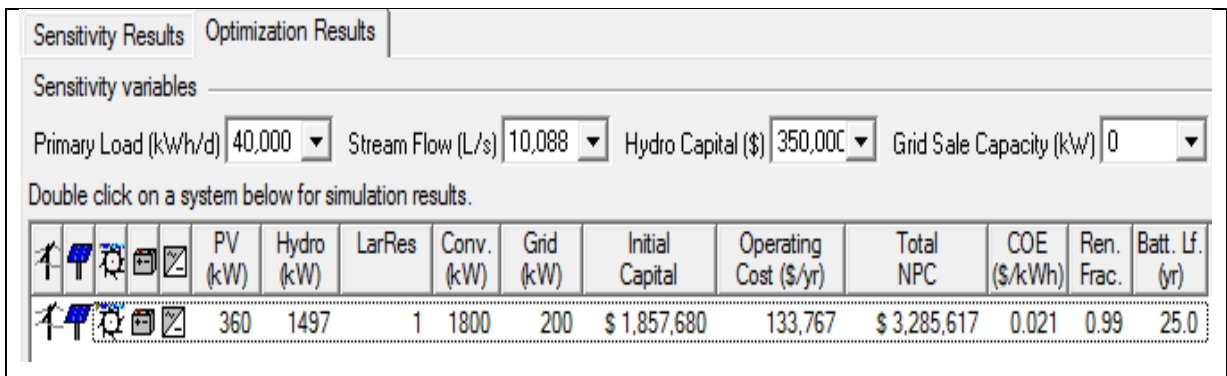 Sensitivity Results Optimization Results
Sensitivity variables
Primary Load (kWh/d) 40,000 Stream Flow (L/s) 10,088 Hydro Capital ($) 350,000 Grid Sale Capacity (kW) 0
Double click on a system below for simulation results.
PV (kW) Hydro (kW) LarRes Conv. (kW) Grid (kW) Initial Capital Operating Cost ($/yr) Total NPC COE ($/kWh) Ren. Frac. Batt. Lf. (yr)
360 1497 1 1800 200 $ 1,857,680 133,767 $ 3,285,617 0.021 0.99 25.0